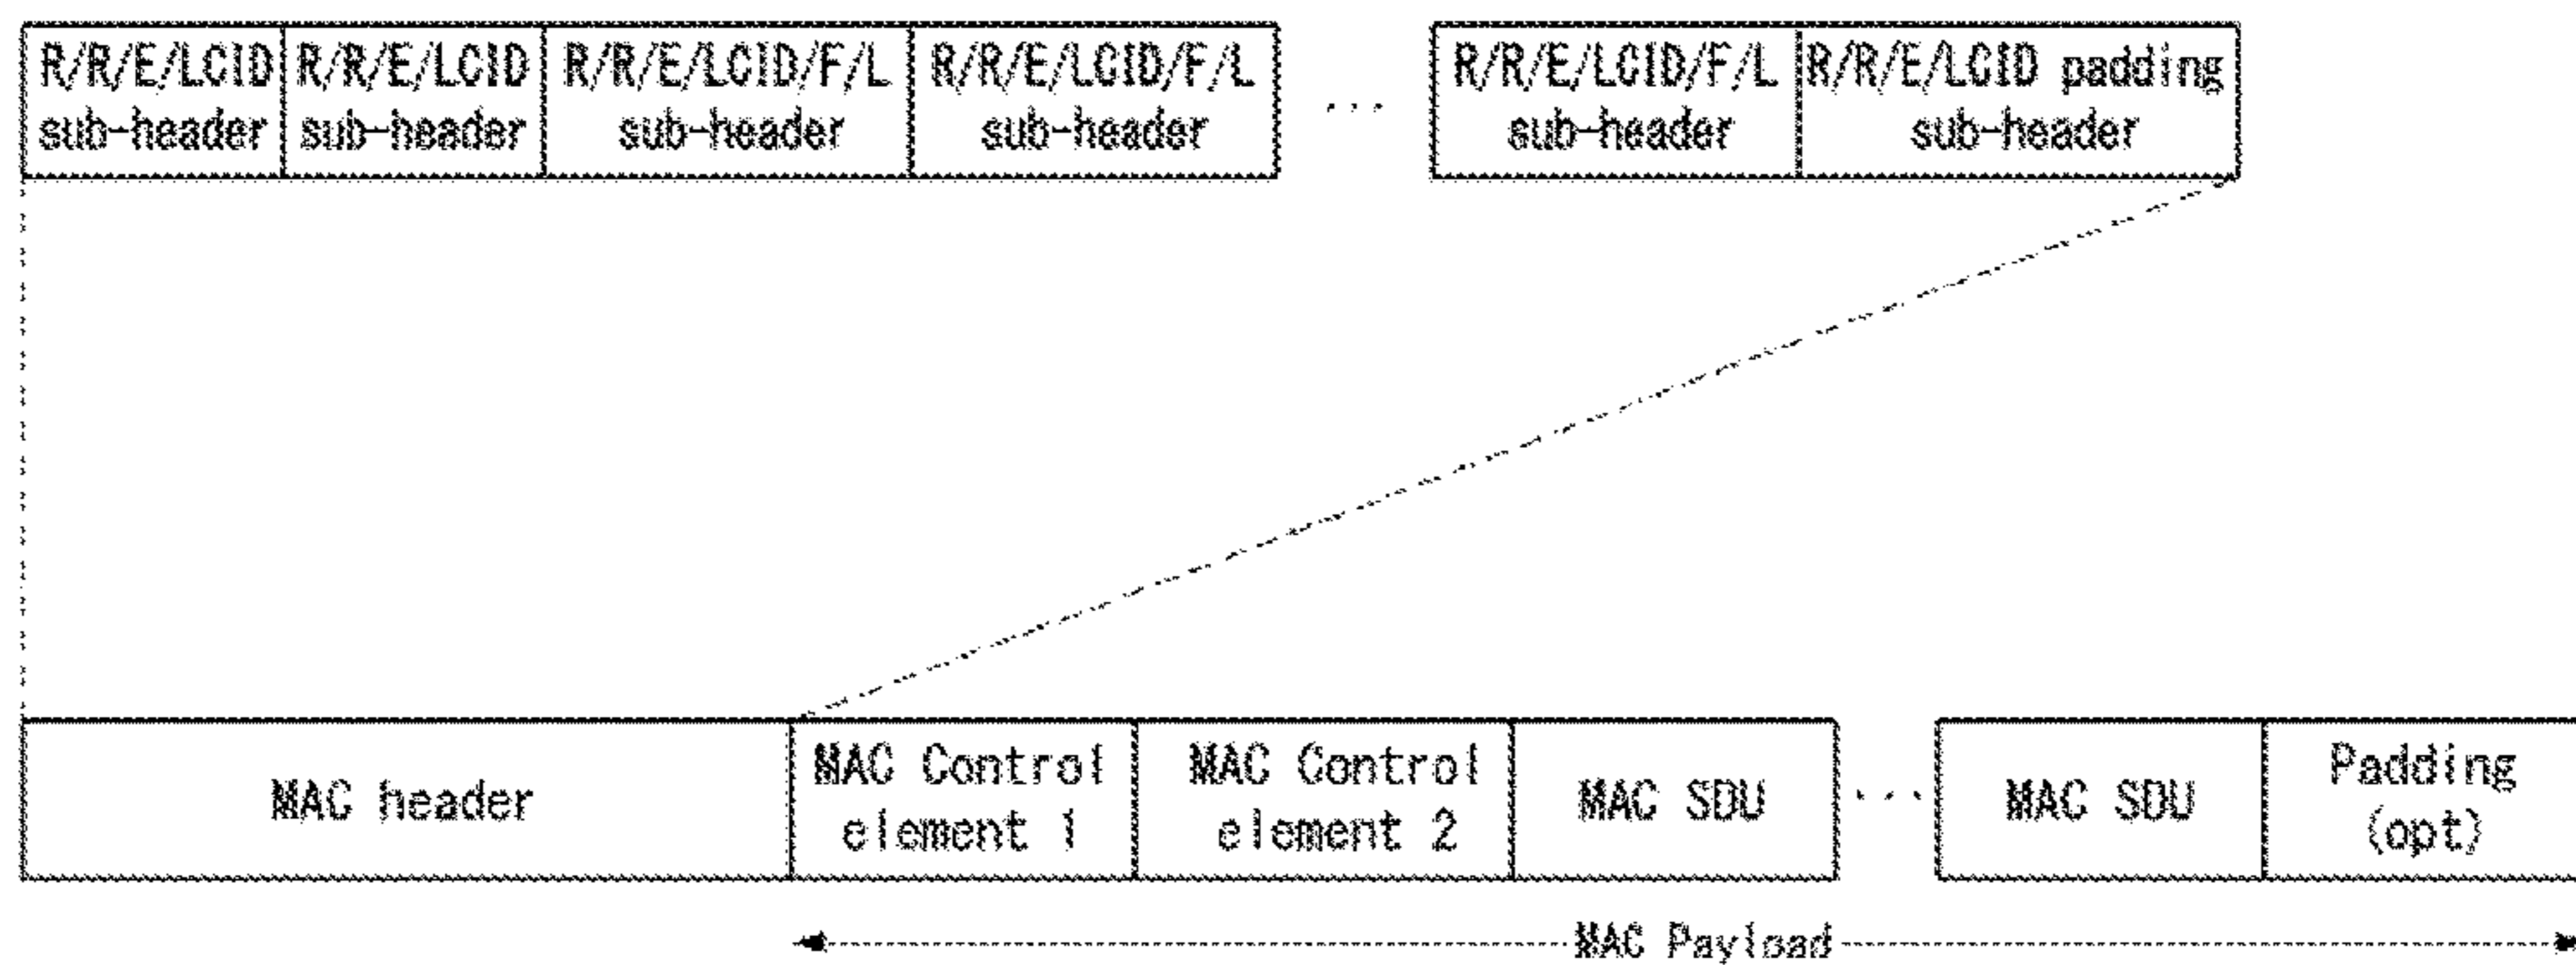 R/R/E/LCID R/R/E/LCID R/R/E/LCID/F/L R/R/E/LCID/F/L ... R/R/E/LCID/F/L R/R/E/LCID padding
sub-header sub-header sub-header sub-header sub-header sub-header
MAC header
MAC Control
element 1
MAC Control
element 2
MAC SDU
...
MAC SDU
Padding
(opt)
MAC Payload